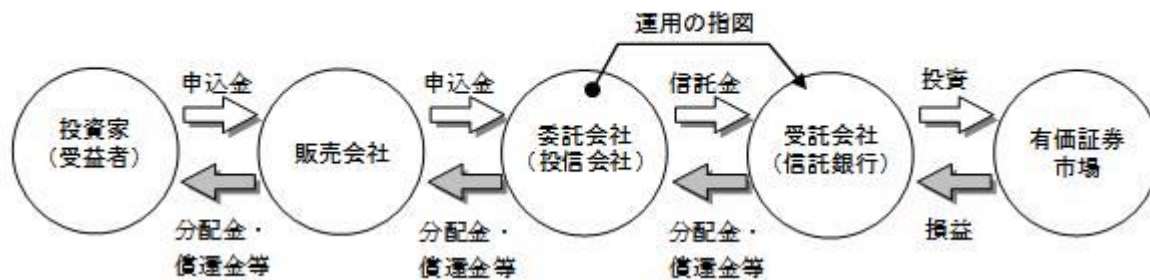 運用の指図
申込金
申込金
信託金
投資
投資家
(受益者)
販売会社
委託会社
(投信会社)
受託会社
(信託銀行)
有価証券
市場
分配金・
償還金等
分配金・
償還金等
分配金・
償還金等
損益